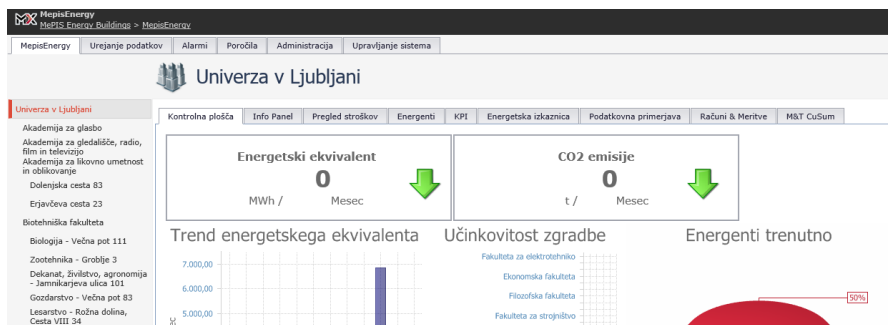 MepisEnergy
MePIS Energy Buildings > MepisEnergy
MepisEnergy Urejanje podatkov Alarmi Poročila Administracija Upravljanje sistema
Univerza v Ljubljani
Univerza v Ljubljani
Akademija za glasbo
Akademija za gledališče, radio,
film in televizijo
Akademija za likovno umetnost
in oblikovanje
Dolenjska cesta 83
Erjavčeva cesta 23
Biotehniška fakulteta
Biologija - Večna pot 111
Zootehnika - Groblje 3
Dekanat, živilstvo, agronomija
- Jamnikarjeva ulica 101
Gozdarstvo - Večna pot 83
Lesarstvo - Rožna dolina,
Cesta VIII 34
Kontrolna plošča Info Panel Pregled stroškov Energenti KPI Energetska izkaznica Podatkovna primerjava Računi & Meritve M&T CuSum
Energetski ekvivalent
0
MWh / Mesec
CO2 emisije
0
t / Mesec
Trend energetskega ekvivalenta
7.000,00
6.000,00
5.000,00
Učinkovitost zgradbe
Fakulteta za elektrotehniko
Ekonomska fakulteta
Filozofska fakulteta
Fakulteta za strojništvo
Energenti trenutno
50%